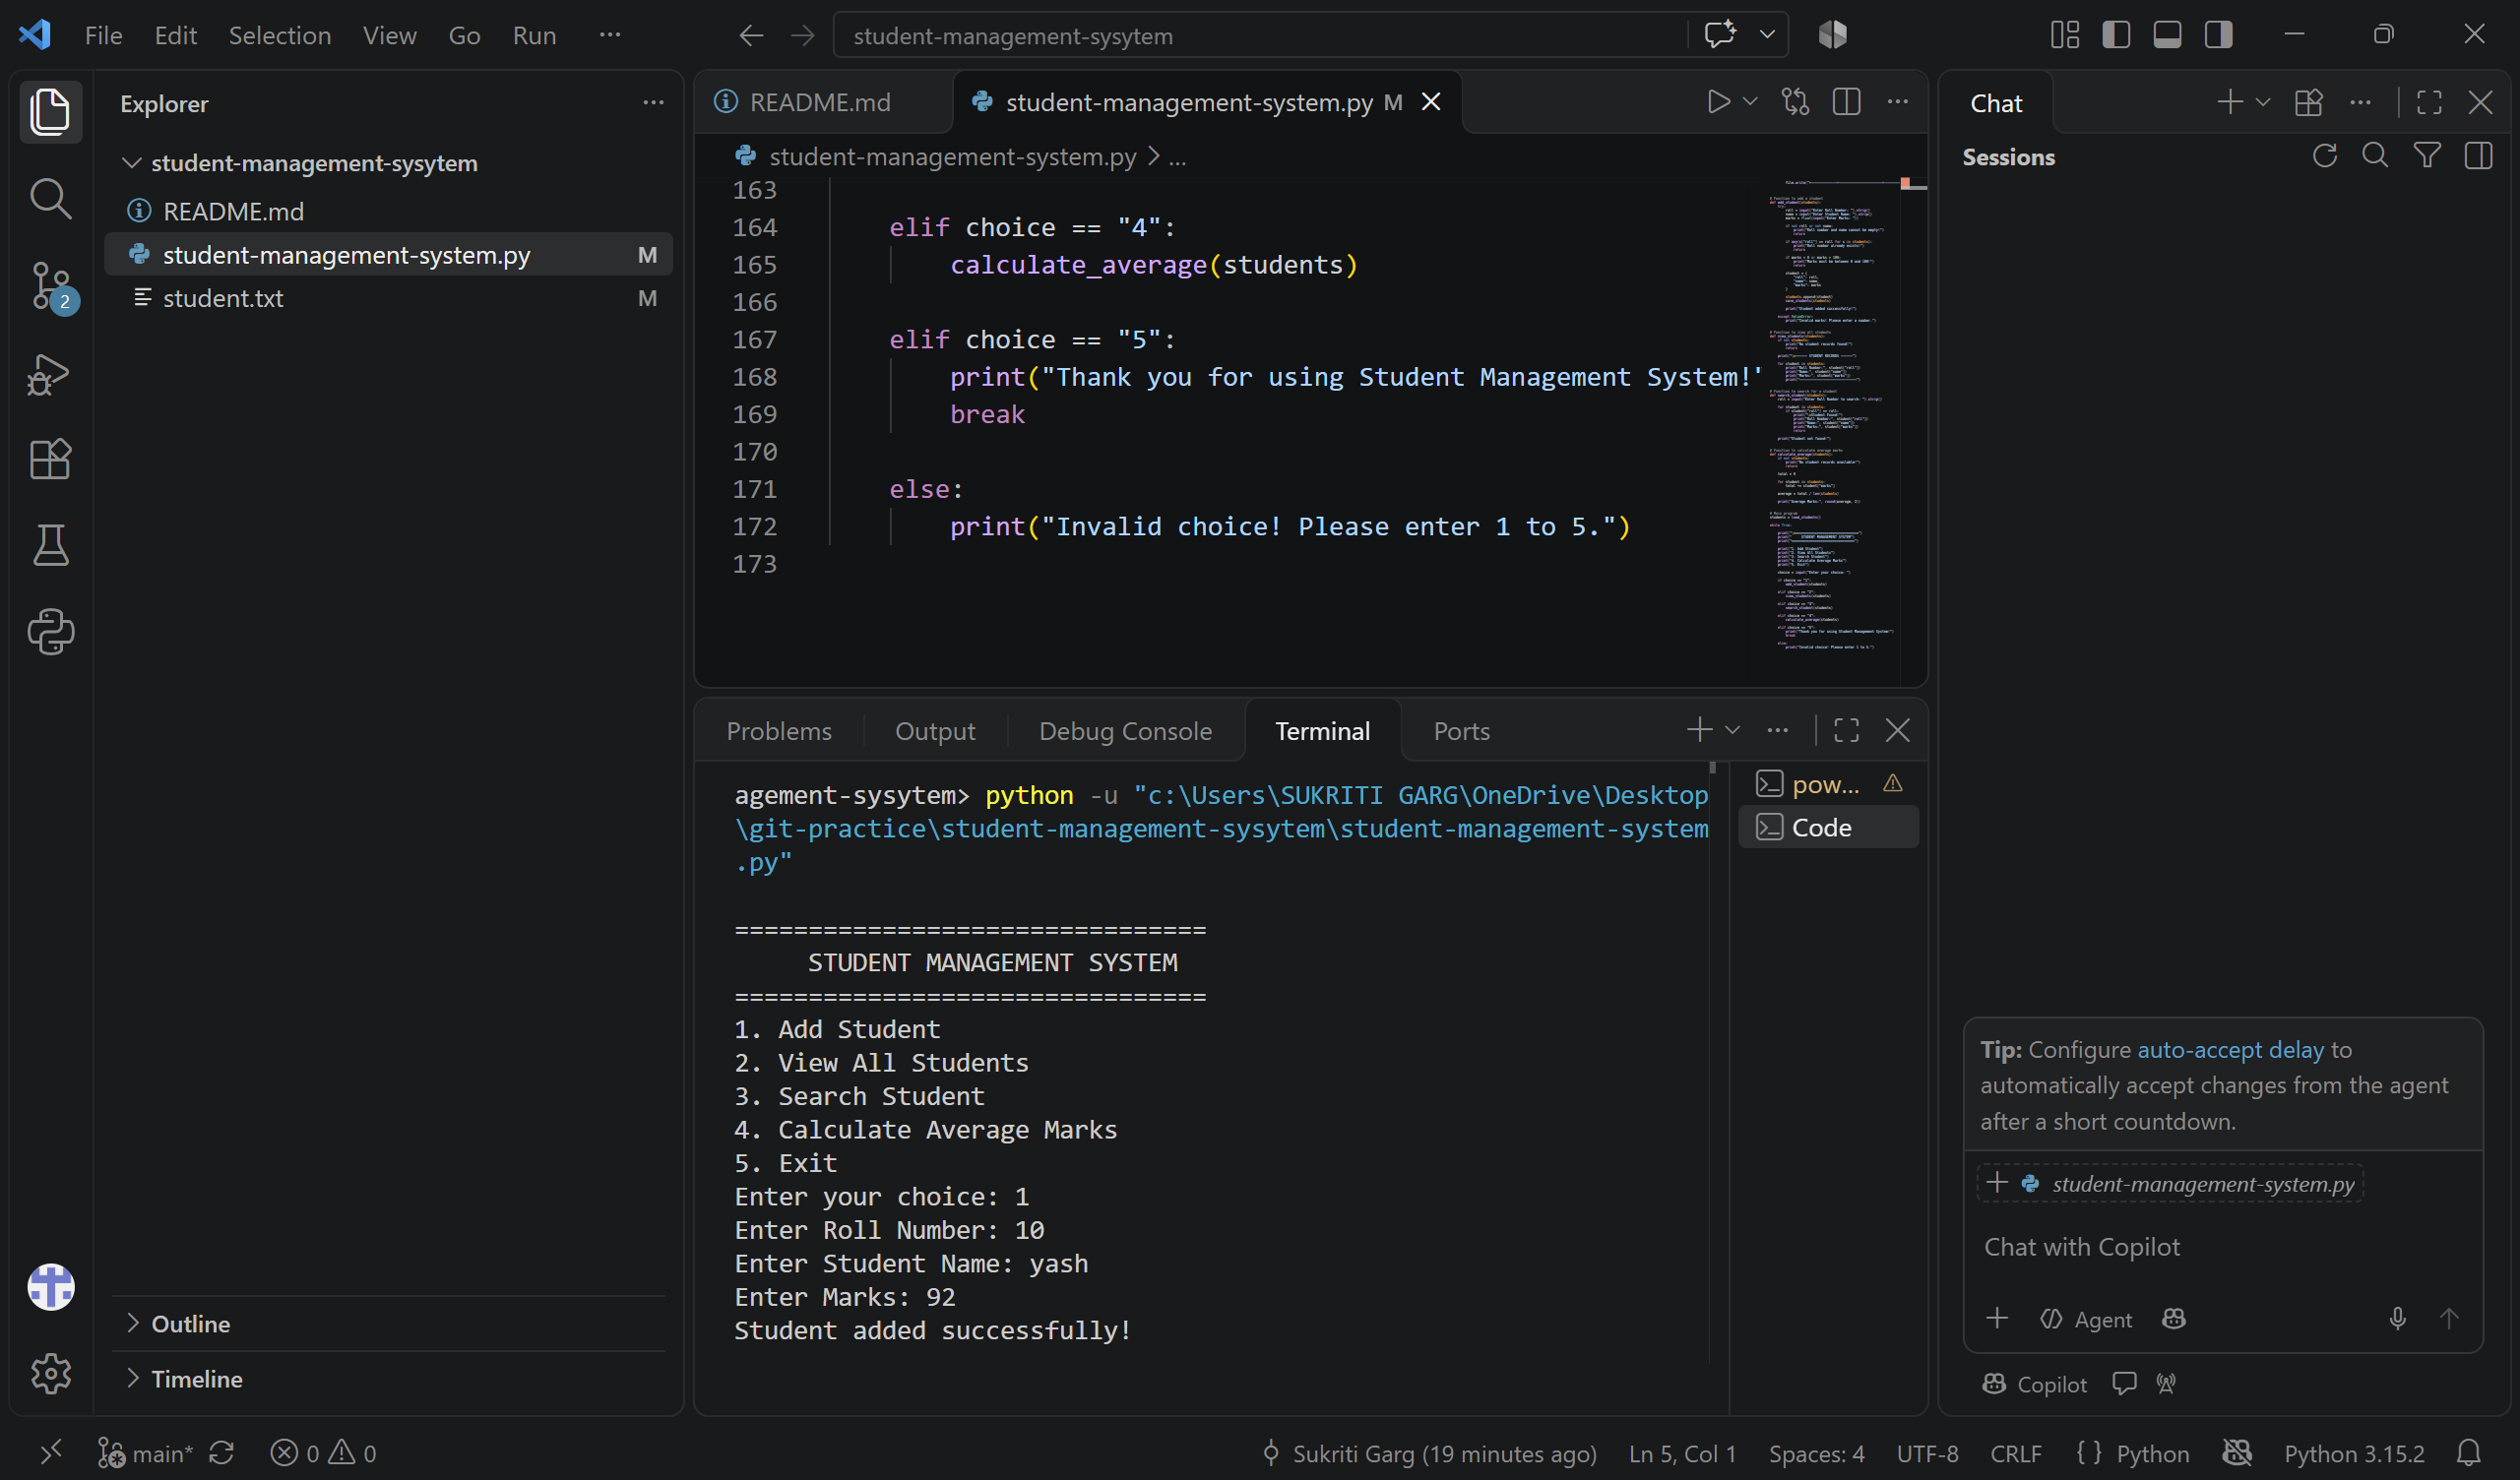 File Edit Selection View Go Run ···
student-management-sysytem
Explorer
student-management-sysytem
README.md
student-management-system.py M
student.txt M
2
Outline
Timeline
README.md
student-management-system.py M
student-management-system.py > ...
163
164 elif choice == "4":
165 calculate_average(students)
166
167 elif choice == "5":
168 print("Thank you for using Student Management System!"
169 break
170
171 else:
172 print("Invalid choice! Please enter 1 to 5.")
173
Problems Output Debug Console Terminal Ports
agement-sysytem> python -u "c:\Users\SUKRITI GARG\OneDrive\Desktop
\git-practice\student-management-sysytem\student-management-system
.py"
================================
STUDENT MANAGEMENT SYSTEM
================================
1. Add Student
2. View All Students
3. Search Student
4. Calculate Average Marks
5. Exit
Enter your choice: 1
Enter Roll Number: 10
Enter Student Name: yash
Enter Marks: 92
Student added successfully!
pow...
Code
Chat
Sessions
Tip: Configure auto-accept delay to
automatically accept changes from the agent
after a short countdown.
student-management-system.py
Chat with Copilot
Agent
Copilot
main* 0 0
Sukriti Garg (19 minutes ago) Ln 5, Col 1 Spaces: 4 UTF-8 CRLF { } Python Python 3.15.2